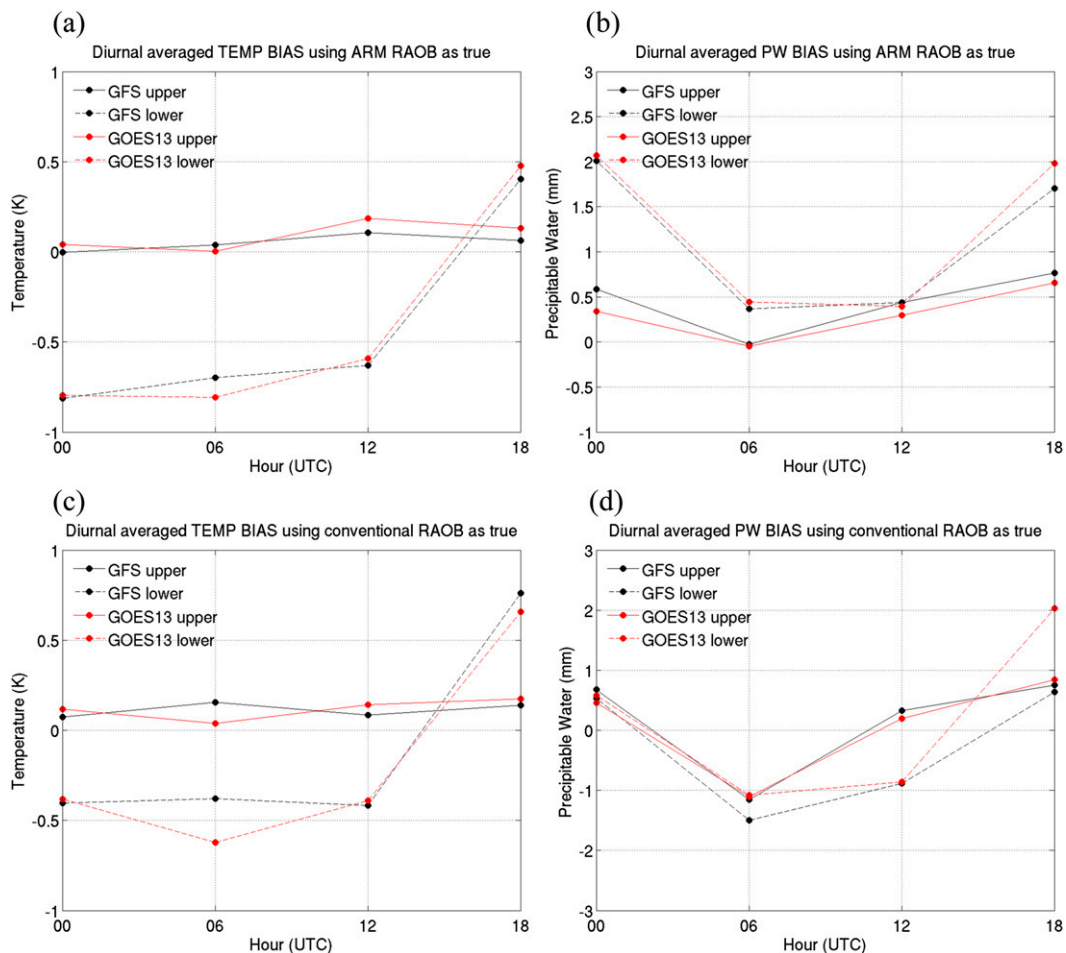 (a)
Diurnal averaged TEMP BIAS using ARM RAOB as true
1
0.5
0
-0.5
-1
Temperature (K)
GFS upper
GFS lower
GOES13 upper
GOES13 lower
00 06 12 18
Hour (UTC)
(b)
Diurnal averaged PW BIAS using ARM RAOB as true
3
2.5
2
1.5
1
0.5
0
-0.5
-1
Precipitable Water (mm)
GFS upper
GFS lower
GOES13 upper
GOES13 lower
00 06 12 18
Hour (UTC)
(c)
Diurnal averaged TEMP BIAS using conventional RAOB as true
1
0.5
0
-0.5
-1
Temperature (K)
GFS upper
GFS lower
GOES13 upper
GOES13 lower
00 06 12 18
Hour (UTC)
(d)
Diurnal averaged PW BIAS using conventional RAOB as true
3
2
1
0
-1
-2
-3
Precipitable Water (mm)
GFS upper
GFS lower
GOES13 upper
GOES13 lower
00 06 12 18
Hour (UTC)